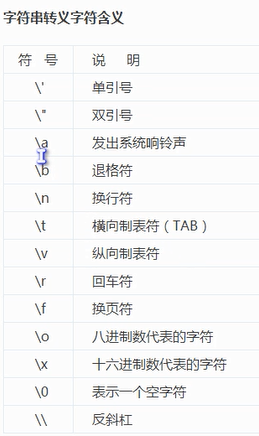 字符串转义字符含义
符 号 说 明
\' 单引号
\" 双引号
\a 发出系统响铃声
\b 退格符
\n 换行符
\t 横向制表符（TAB）
\v 纵向制表符
\r 回车符
\f 换页符
\o 八进制数代表的字符
\x 十六进制数代表的字符
\0 表示一个空字符
\\ 反斜杠